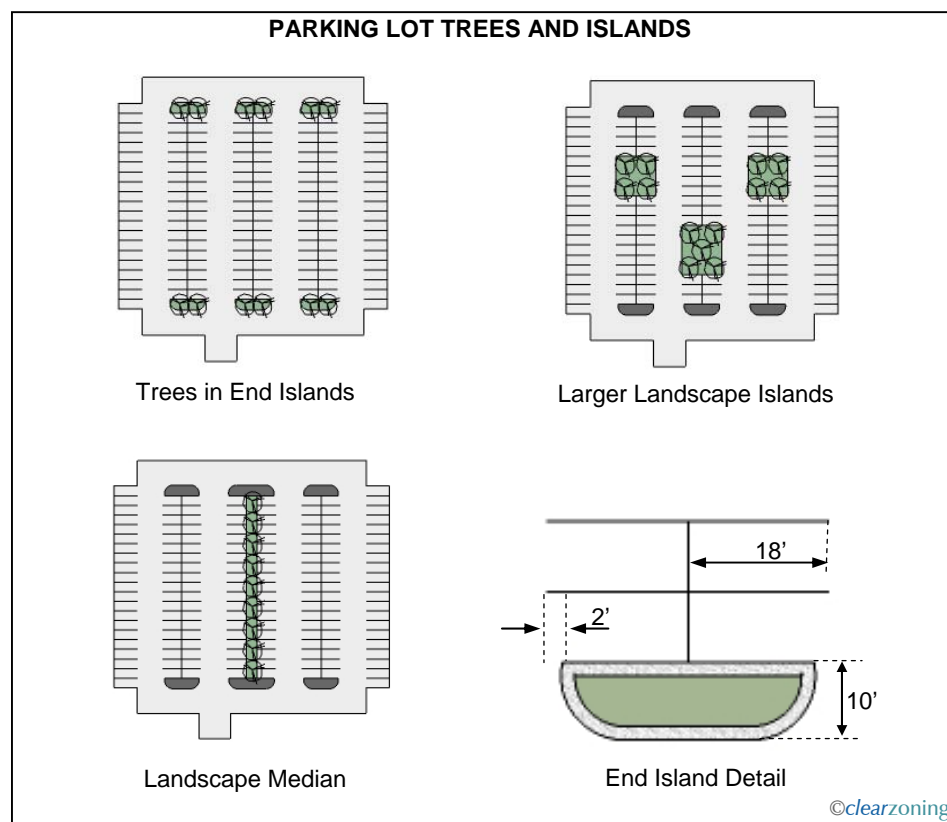 PARKING LOT TREES AND ISLANDS
Trees in End Islands
Larger Landscape Islands
18’
2’
10’
Landscape Median
End Island Detail
©clearzoning